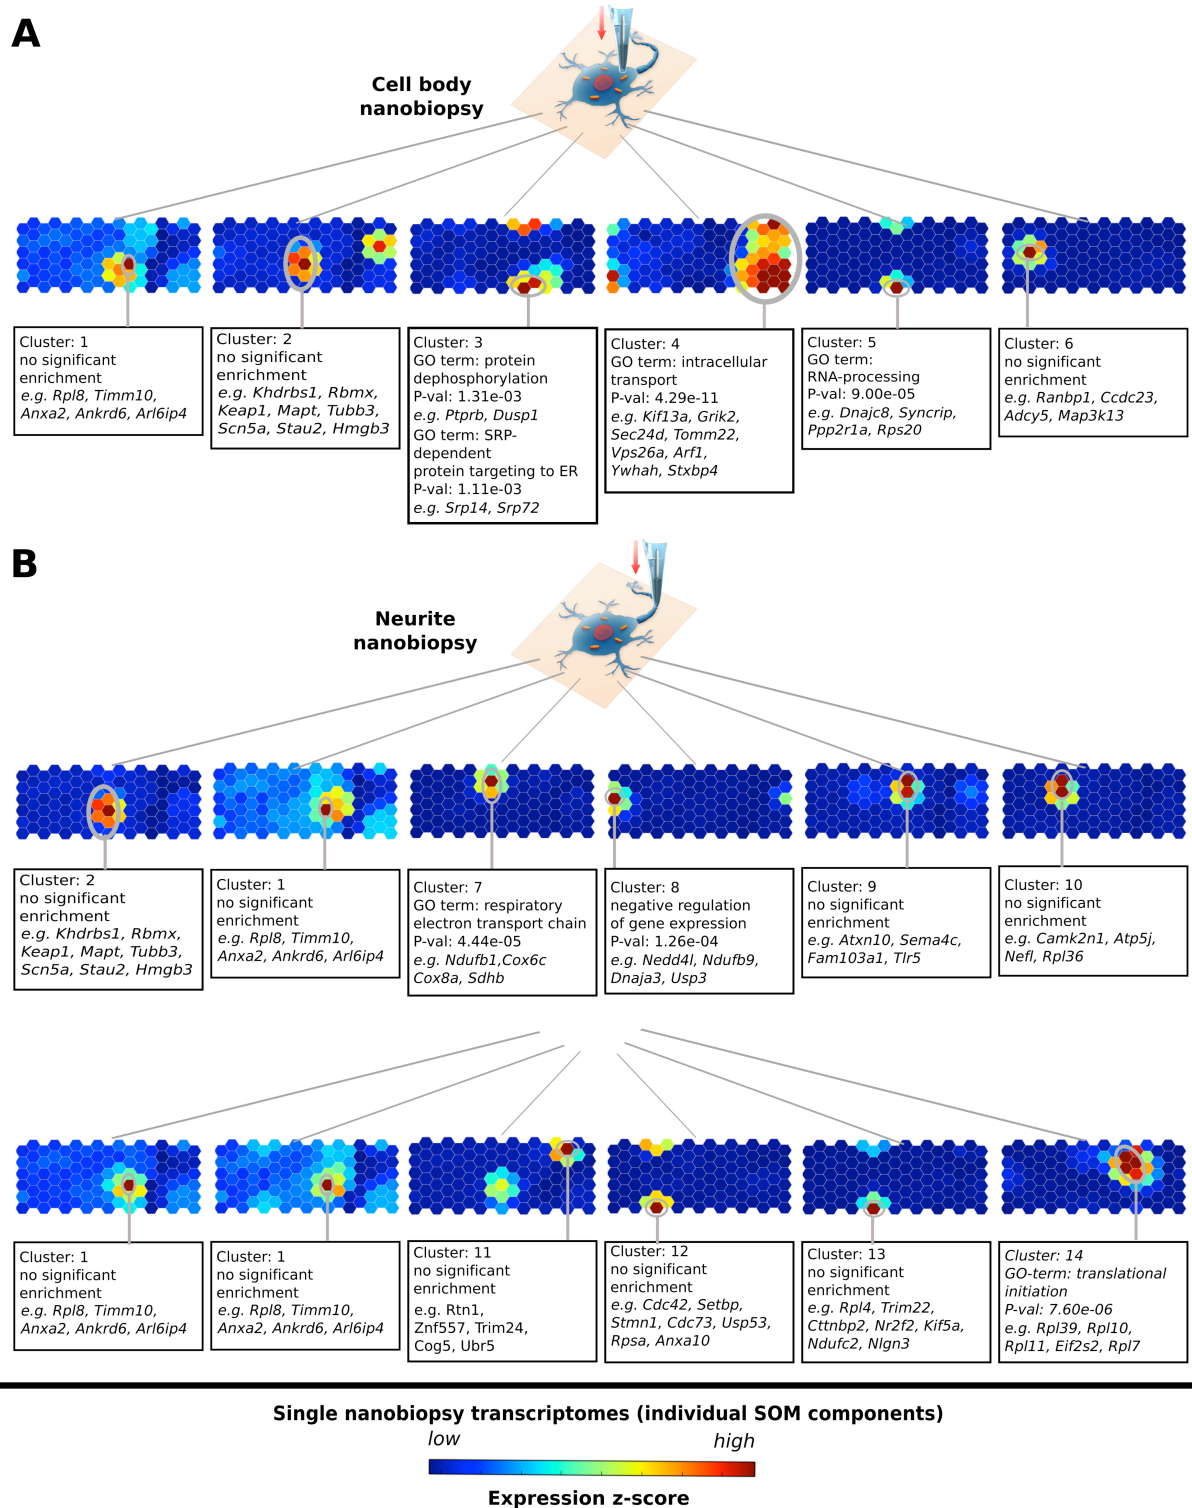 A
Cell body
nanobiopsy
Cluster: 1
no significant
enrichment
e.g. Rpl8, Timm10,
Anxa2, Ankrd6, Arl6ip4
Cluster: 2
no significant
enrichment
e.g. Khdrbs1, Rbmx,
Keap1, Mapt, Tubb3,
Scn5a, Stau2, Hmgb3
Cluster: 3
GO term: protein
dephosphorylation
P-val: 1.31e-03
e.g. Ptprb, Dusp1
GO term: SRP-
dependent
protein targeting to ER
P-val: 1.11e-03
e.g. Srp14, Srp72
Cluster: 4
GO term: intracellular
transport
P-val: 4.29e-11
e.g. Kif13a, Grik2,
Sec24d, Tomm22,
Vps26a, Arf1,
Ywhah, Stxbp4
Cluster: 5
GO term:
RNA-processing
P-val: 9.00e-05
e.g. Dnajc8, Syncrip,
Ppp2r1a, Rps20
Cluster: 6
no significant
enrichment
e.g. Ranbp1, Ccdc23,
Adcy5, Map3k13
B
Neurite
nanobiopsy
Cluster: 2
no significant
enrichment
e.g. Khdrbs1, Rbmx,
Keap1, Mapt, Tubb3,
Scn5a, Stau2, Hmgb3
Cluster: 1
no significant
enrichment
e.g. Rpl8, Timm10,
Anxa2, Ankrd6, Arl6ip4
Cluster: 7
GO term: respiratory
electron transport chain
P-val: 4.44e-05
e.g. Ndufb1,Cox6c
Cox8a, Sdhb
Cluster: 8
negative regulation
of gene expression
P-val: 1.26e-04
e.g. Nedd4l, Ndufb9,
Dnaja3, Usp3
Cluster: 9
no significant
enrichment
e.g. Atxn10, Sema4c,
Fam103a1, Tlr5
Cluster: 10
no significant
enrichment
e.g. Camk2n1, Atp5j,
Nefl, Rpl36
Cluster: 1
no significant
enrichment
e.g. Rpl8, Timm10,
Anxa2, Ankrd6, Arl6ip4
Cluster: 1
no significant
enrichment
e.g. Rpl8, Timm10,
Anxa2, Ankrd6, Arl6ip4
Cluster: 11
no significant
enrichment
e.g. Rtn1,
Znf557, Trim24,
Cog5, Ubr5
Cluster: 12
no significant
enrichment
e.g. Cdc42, Setbp,
Stmn1, Cdc73, Usp53,
Rpsa, Anxa10
Cluster: 13
no significant
enrichment
e.g. Rpl4, Trim22,
Cttnbp2, Nr2f2, Kif5a,
Ndufc2, Nlgn3
Cluster: 14
GO-term: translational
initiation
P-val: 7.60e-06
e.g. Rpl39, Rpl10,
Rpl11, Eif2s2, Rpl7
Single nanobiopsy transcriptomes (individual SOM components)
low
high
Expression z-score